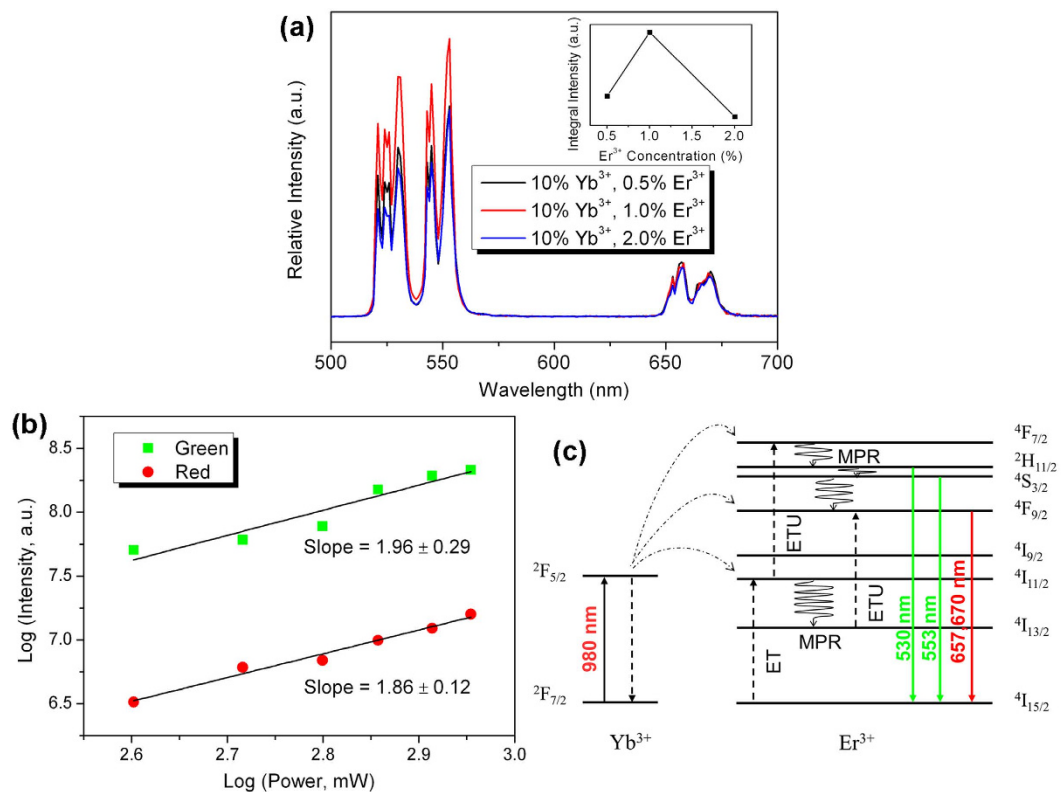 (a)
Relative Intensity (a.u.)
Integral Intensity (a.u.)
0.5 1.0 1.5 2.0
Er³⁺ Concentration (%)
10% Yb³⁺, 0.5% Er³⁺
10% Yb³⁺, 1.0% Er³⁺
10% Yb³⁺, 2.0% Er³⁺
500 550 600 650 700
Wavelength (nm)
(b)
Log (Intensity, a.u.)
8.5
8.0
7.5
7.0
6.5
Green
Red
Slope = 1.96 ± 0.29
Slope = 1.86 ± 0.12
2.6 2.7 2.8 2.9 3.0
Log (Power, mW)
(c)
²F₅/₂
²F₇/₂
980 nm
Yb³⁺
MPR
ETU
ETU
MPR
ET
530 nm
553 nm
657,670 nm
⁴F₇/₂
²H₁₁/₂
⁴S₃/₂
⁴F₉/₂
⁴I₉/₂
⁴I₁₁/₂
⁴I₁₃/₂
⁴I₁₅/₂
Er³⁺